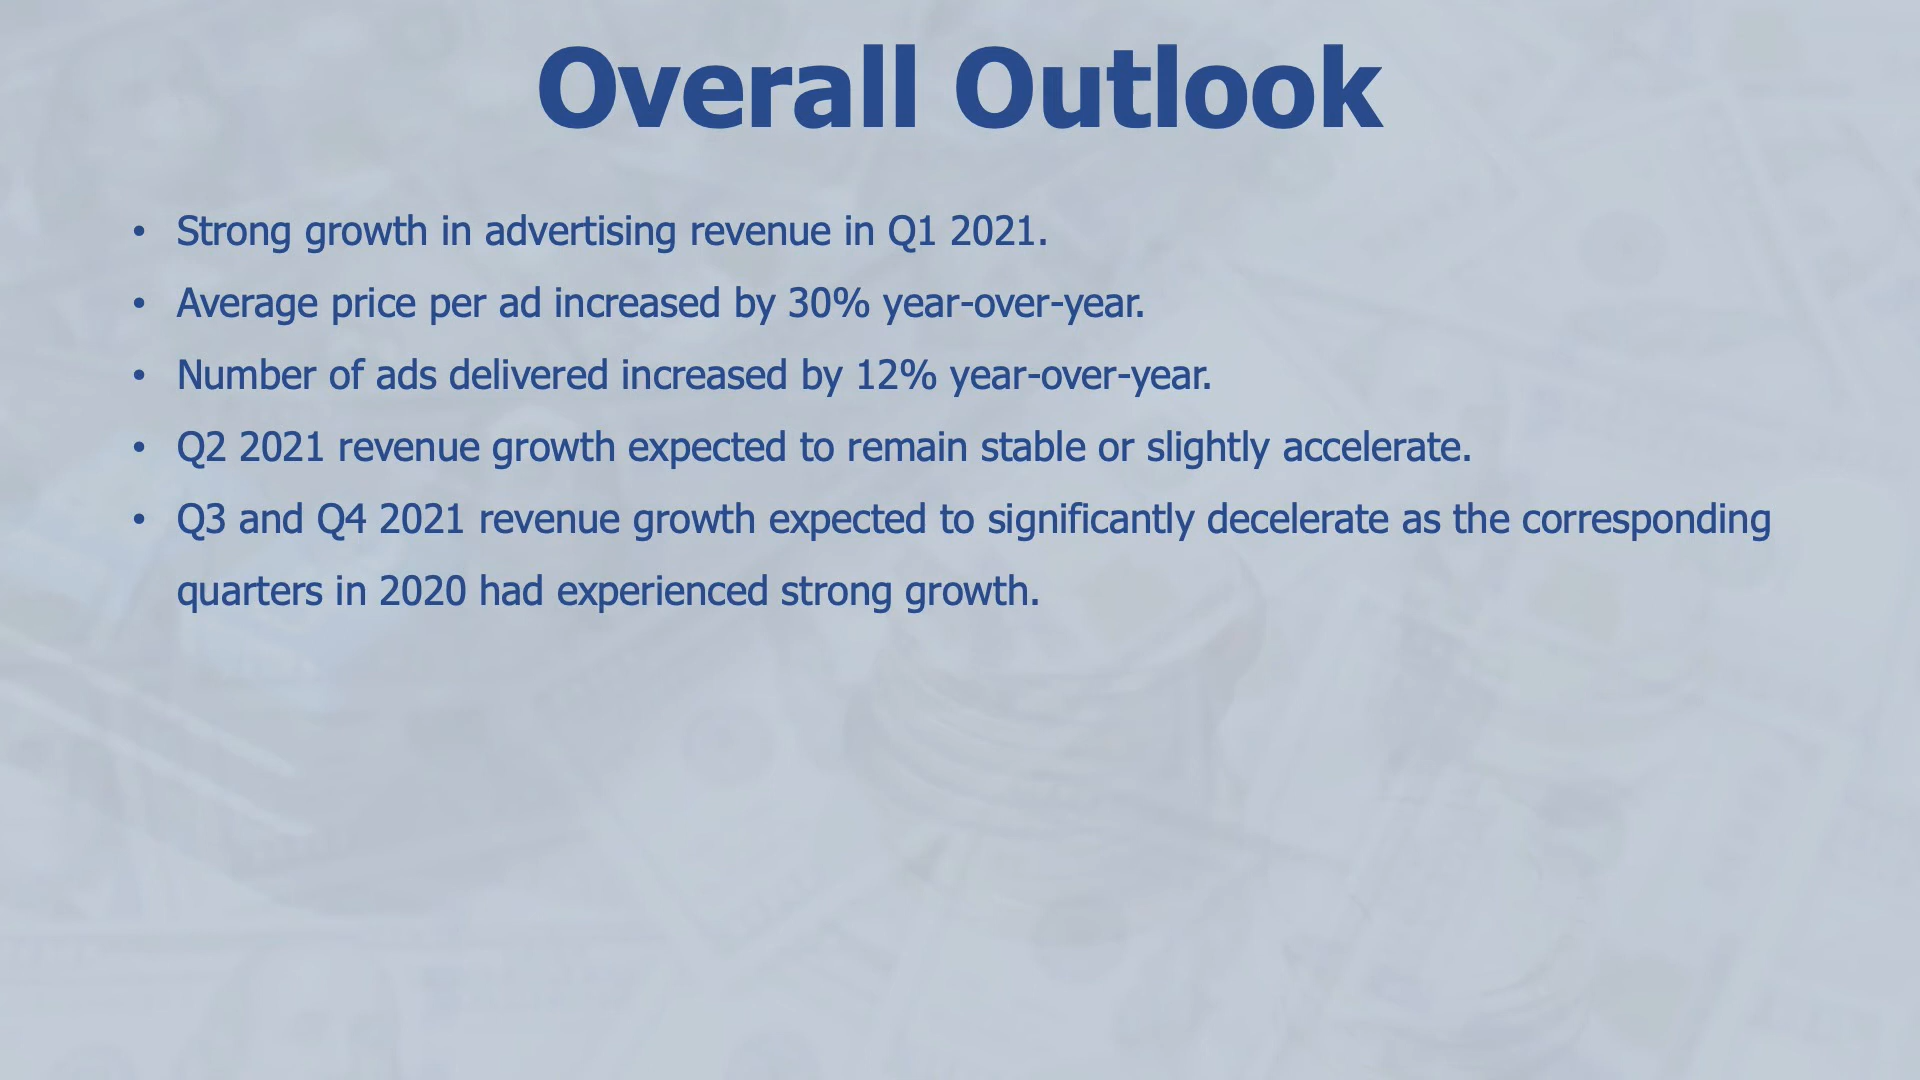 Overall Outlook
• Strong growth in advertising revenue in Q1 2021.
• Average price per ad increased by 30% year-over-year.
• Number of ads delivered increased by 12% year-over-year.
• Q2 2021 revenue growth expected to remain stable or slightly accelerate.
• Q3 and Q4 2021 revenue growth expected to significantly decelerate as the corresponding
quarters in 2020 had experienced strong growth.